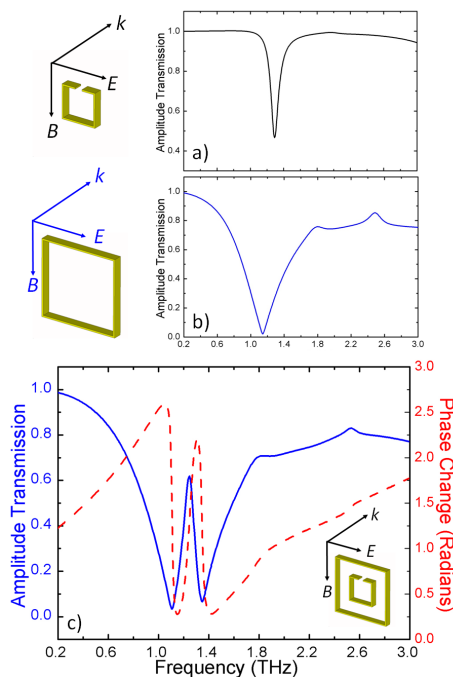 k
E
B
Amplitude Transmission
1.0
0.8
0.6
0.4
a)
k
E
B
Amplitude Transmission
1.0
0.8
0.6
0.4
0.2
0.0
b)
0.2 0.6 1.0 1.4 1.8 2.2 2.6 3.0
Amplitude Transmission
1.0
0.8
0.6
0.4
0.2
0.0
c)
k
E
B
3.0
2.5
2.0
1.5
1.0
0.5
0.0
Phase Change (Radians)
0.2 0.6 1.0 1.4 1.8 2.2 2.6 3.0
Frequency (THz)